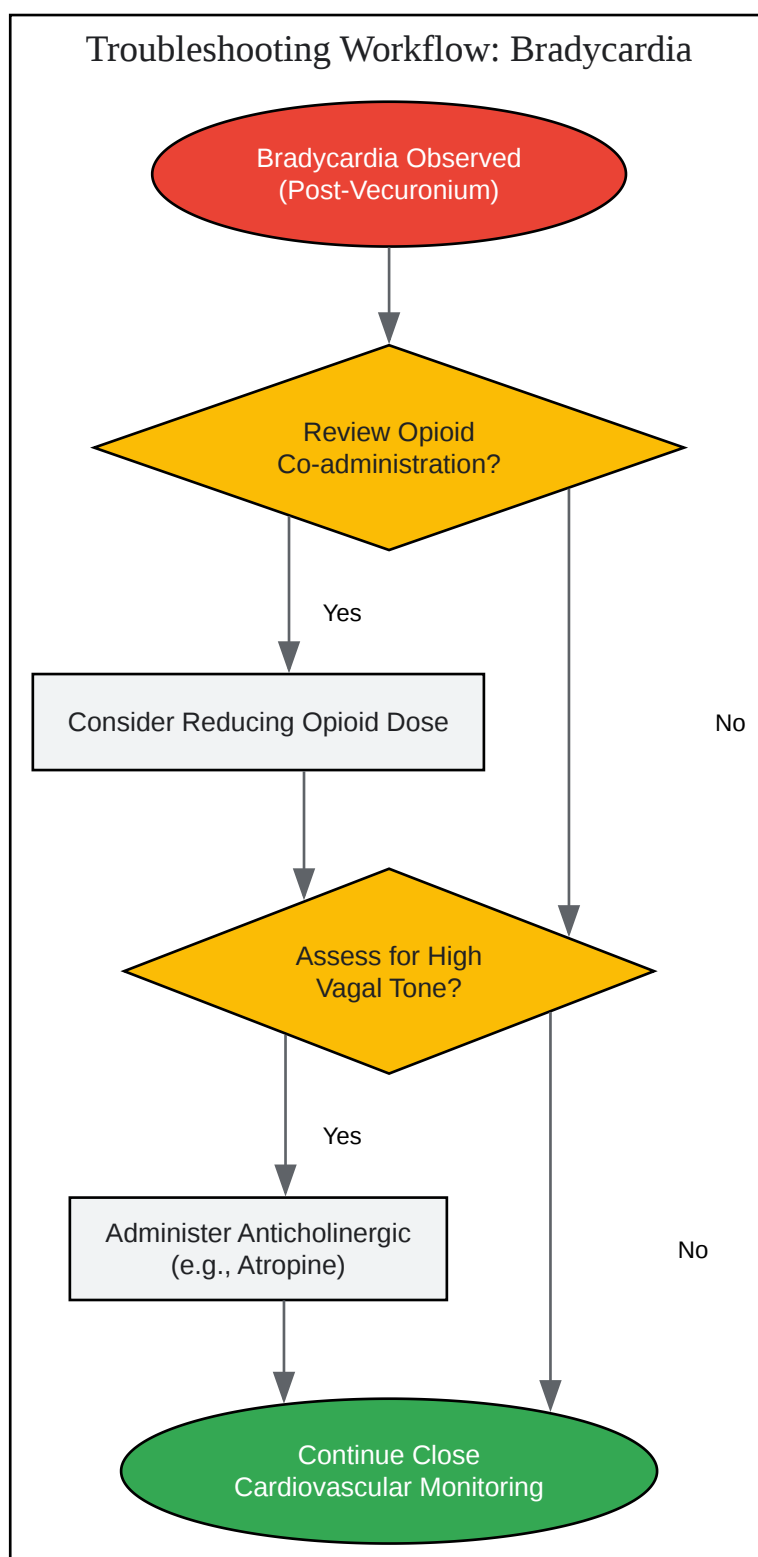 Troubleshooting Workflow: Bradycardia
Bradycardia Observed
(Post-Vecuronium)
Review Opioid
Co-administration?
Yes
Consider Reducing Opioid Dose
No
Assess for High
Vagal Tone?
Yes
Administer Anticholinergic
(e.g., Atropine)
No
Continue Close
Cardiovascular Monitoring